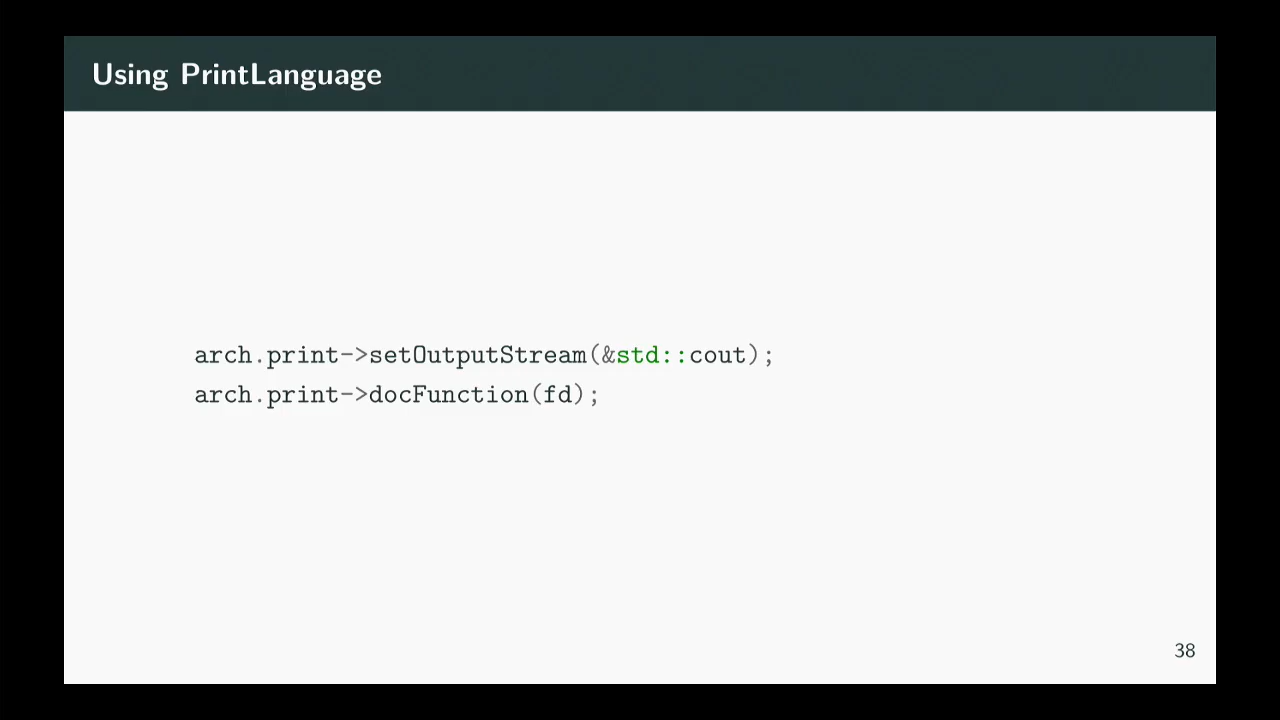 Using PrintLanguage
arch.print->setOutputStream(&std::cout);
arch.print->docFunction(fd);
38